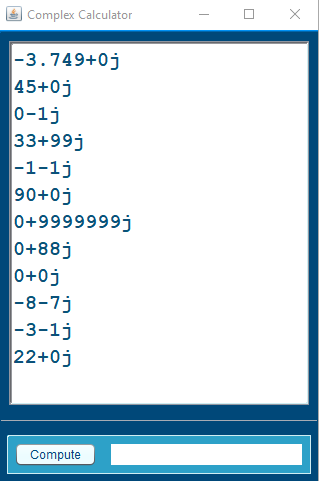 Complex Calculator
-3.749+0j
45+0j
0-1j
33+99j
-1-1j
90+0j
0+9999999j
0+88j
0+0j
-8-7j
-3-1j
22+0j
Compute